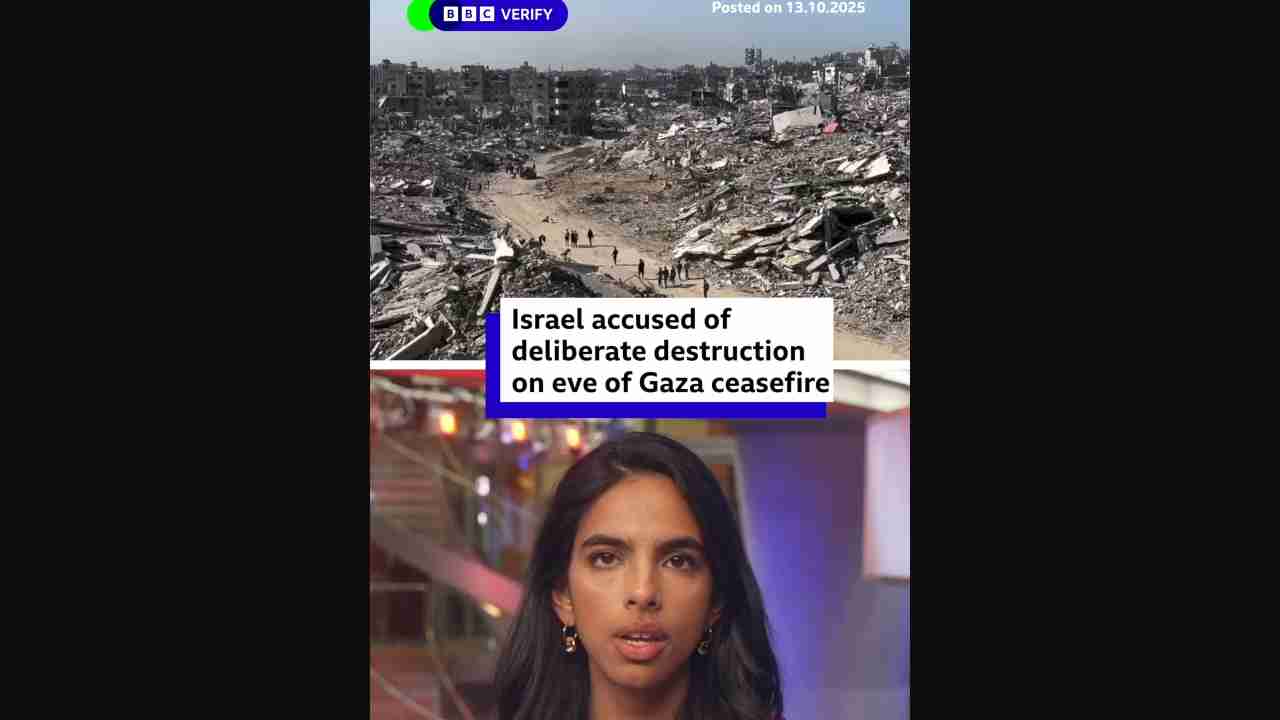 BBC VERIFY
Posted on 13.10.2025
Israel accused of
deliberate destruction
on eve of Gaza ceasefire